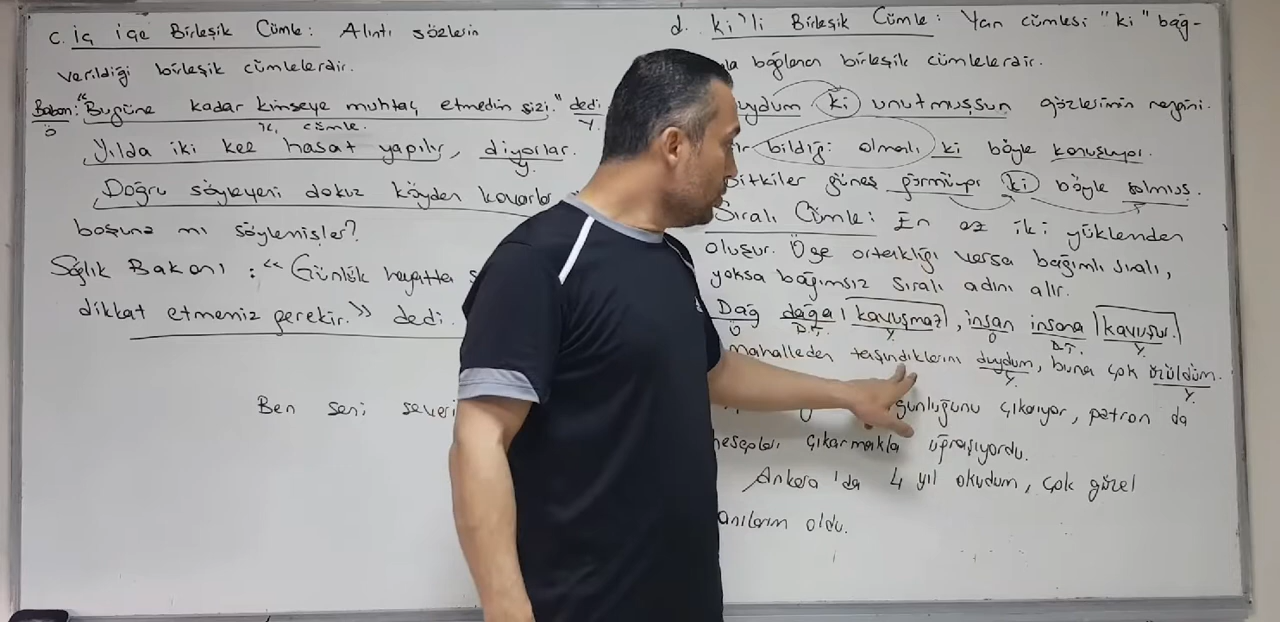 c. İç içe Birleşik Cümle: Alıntı sözlerin
verildiği birleşik cümlelerdir.
Babam: "Bugüne kadar kimseye muhtaç etmedim sizi." dedi.
Ö iç cümle. Y.
Yılda iki kez hasat yapılır, diyorlar.
Y.
Doğru söyleyeni dokuz köyden kovarlar
boşuna mı söylemişler?
Sağlık Bakanı : "Günlük hayatta
dikkat etmeniz gerekir." dedi.
Ben seni
d. ki'li Birleşik Cümle: Yan cümlesi "ki" bağ-
bağlanan birleşik cümlelerdir.
ki unutmuşsun gözlerimin rengini.
bildiği olmalı ki böyle konuşuyor.
Bitkiler güneş görmüyor ki böyle solmuş.
Sıralı Cümle: En az iki yüklemden
oluşur. Öge ortaklığı varsa bağımlı sıralı,
yoksa bağımsız sıralı adını alır.
Dağ dağa kavuşmaz, insan insana kavuşur.
Ö D.T. Y. Ö D.T. Y.
Mahalleden taşındıklarını duydum, buna çok üzüldüm.
Y. Y.
çıkarıyor, patron da
hesapları çıkarmakla uğraşıyordu.
Ankara'da 4 yıl okudum, çok güzel
anılarım oldu.